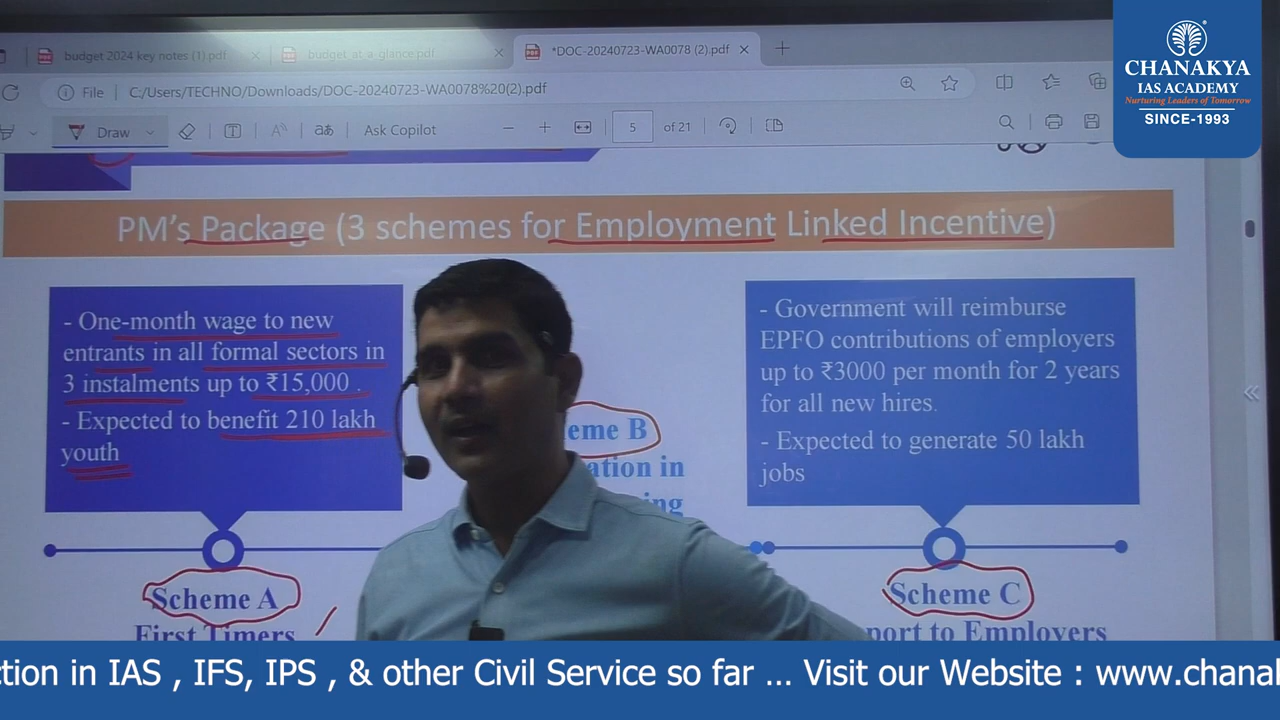 budget 2024 key notes (1).pdf
budget_at_a-glance.pdf
*DOC-20240723-WA0078 (2).pdf
File C:/Users/TECHNO/Downloads/DOC-20240723-WA0078%20(2).pdf
Draw
Ask Copilot
5 of 21
CHANAKYA
IAS ACADEMY
Nurturing Leaders of Tomorrow
SINCE-1993
PM's Package (3 schemes for Employment Linked Incentive)
- One-month wage to new
entrants in all formal sectors in
3 instalments up to ₹15,000 .
- Expected to benefit 210 lakh
youth
Scheme A
First Timers
eme B
ation in
ing
- Government will reimburse
EPFO contributions of employers
up to ₹3000 per month for 2 years
for all new hires.
- Expected to generate 50 lakh
jobs
Scheme C
port to Employers
ction in IAS , IFS, IPS , & other Civil Service so far ... Visit our Website : www.chanal